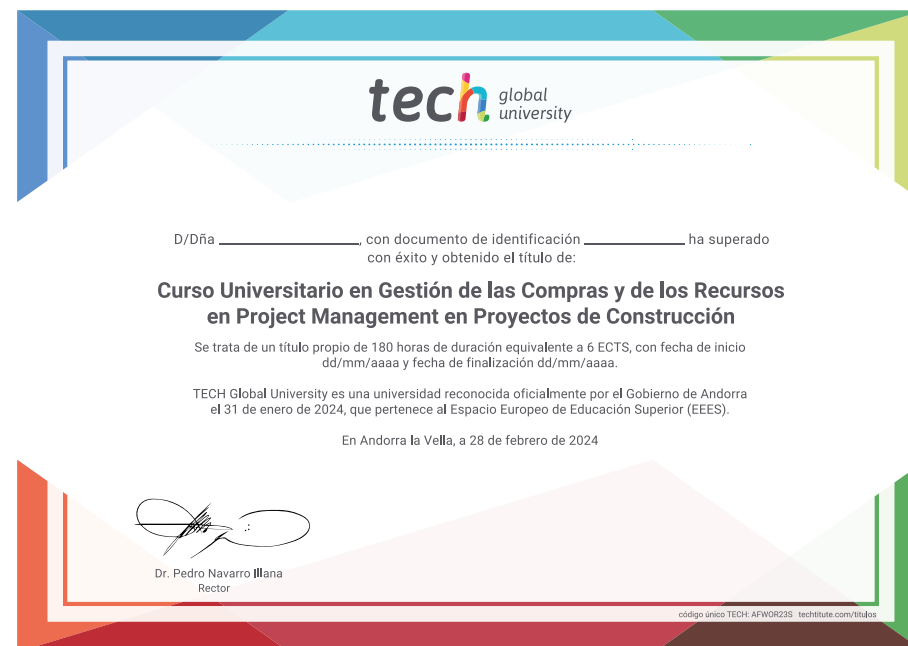 tech global university
D/Dña ____________________, con documento de identificación ______________ ha superado
con éxito y obtenido el título de:
Curso Universitario en Gestión de las Compras y de los Recursos
en Project Management en Proyectos de Construcción
Se trata de un título propio de 180 horas de duración equivalente a 6 ECTS, con fecha de inicio
dd/mm/aaaa y fecha de finalización dd/mm/aaaa.
TECH Global University es una universidad reconocida oficialmente por el Gobierno de Andorra
el 31 de enero de 2024, que pertenece al Espacio Europeo de Educación Superior (EEES).
En Andorra la Vella, a 28 de febrero de 2024
Dr. Pedro Navarro Illana
Rector
código único TECH: AFWOR23S techtitute.com/titulos